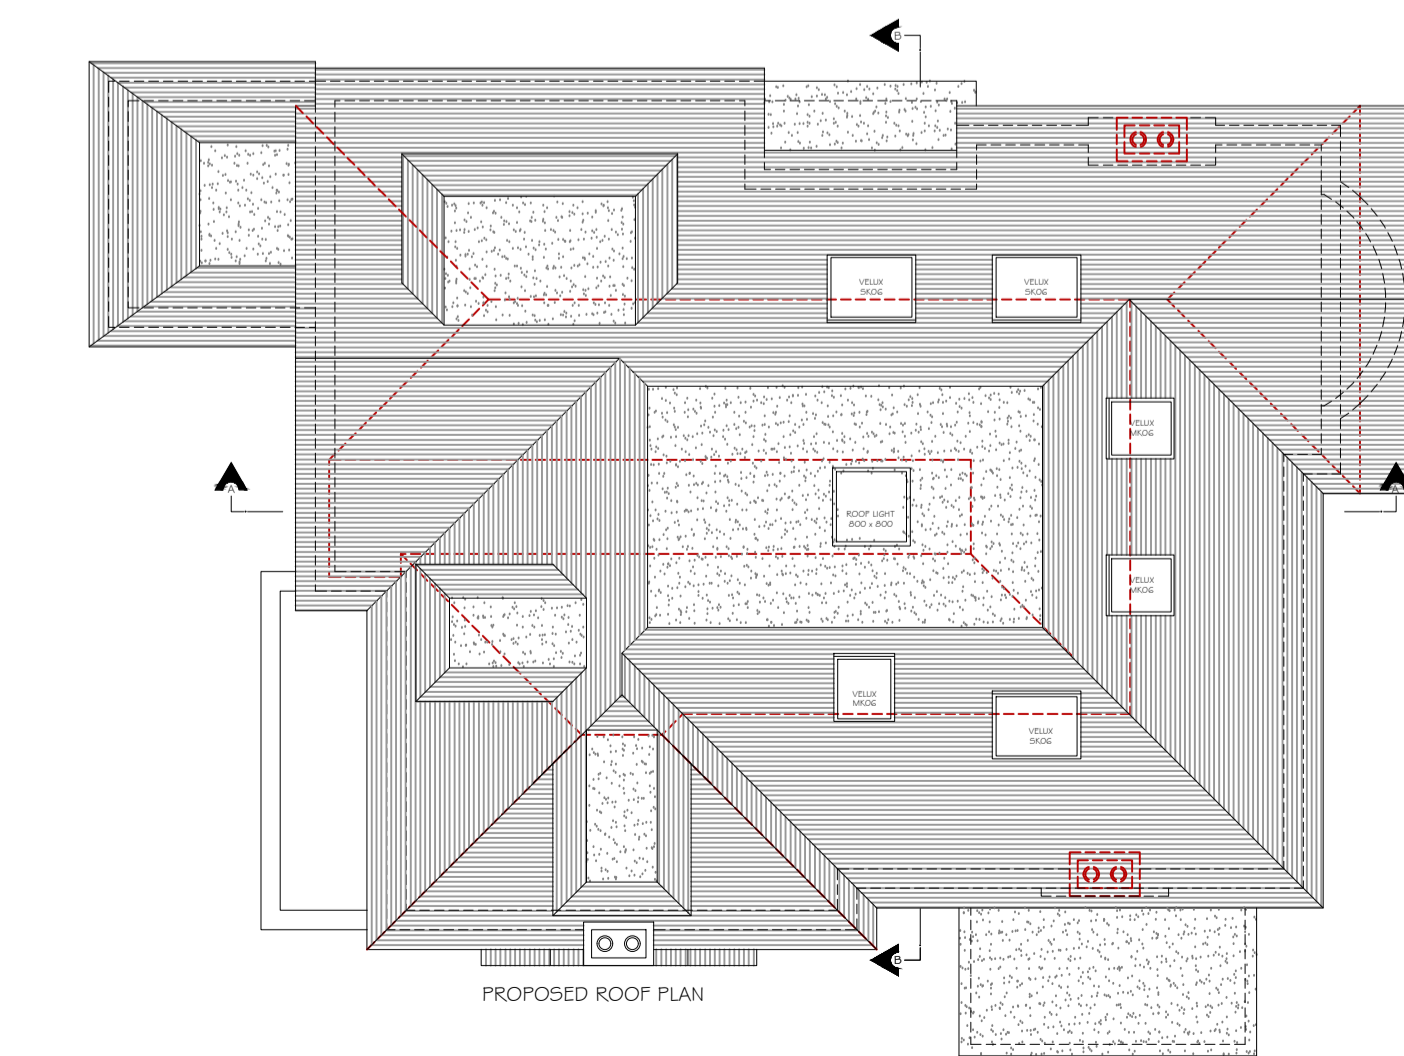 B
VELUX
SK06
VELUX
SK06
VELUX
MK06
A
A
ROOF LIGHT
800 x 800
VELUX
MK06
VELUX
MK06
VELUX
SK06
B
PROPOSED ROOF PLAN